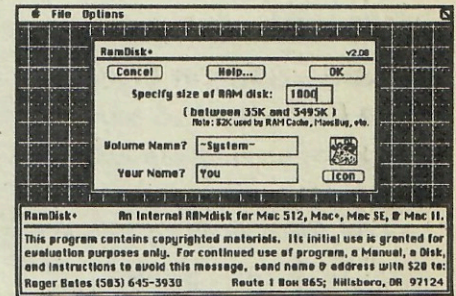 File Options
RamDisk+ v2.08
Cancel Help... OK
Specify size of RAM disk: 1000
(between 35K and 3495K)
Note: 82K used by RAM Cache, MacsBug, etc.
Volume Name? ~System~
Your Name? You
Icon
RamDisk+ An Internal RAMdisk for Mac 512, Mac+, Mac SE, & Mac II.
This program contains copyrighted materials. Its initial use is granted for
evaluation purposes only. For continued use of program, a Manual, a Disk,
and instructions to avoid this message, send name & address with $20 to:
Roger Bates (503) 645-3930 Route 1 Box 865; Hillsboro, OR 97124